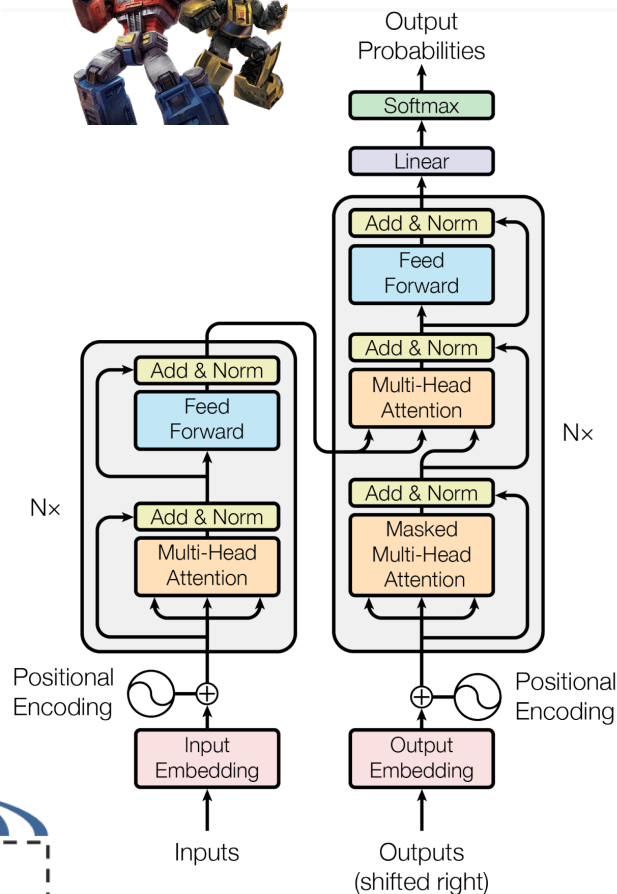 Output
Probabilities
Softmax
Linear
Add & Norm
Feed
Forward
Add & Norm
Multi-Head
Attention
Add & Norm
Masked
Multi-Head
Attention
N×
Add & Norm
Feed
Forward
Add & Norm
Multi-Head
Attention
N×
Positional
Encoding
Positional
Encoding
Input
Embedding
Output
Embedding
Inputs
Outputs
(shifted right)